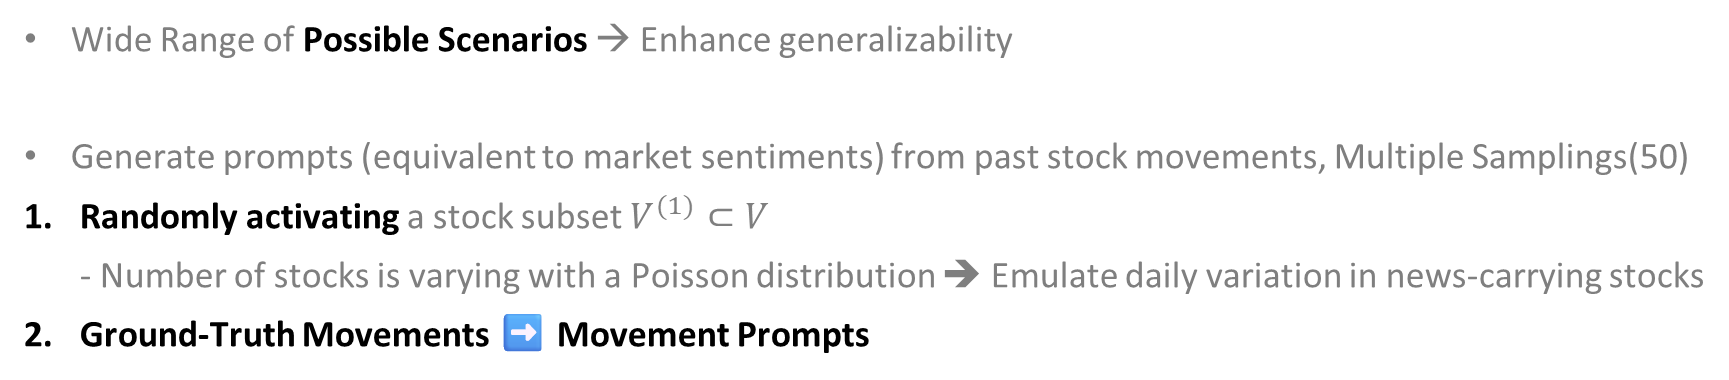 • Wide Range of Possible Scenarios → Enhance generalizability
• Generate prompts (equivalent to market sentiments) from past stock movements, Multiple Samplings(50)
1. Randomly activating a stock subset V⁽¹⁾ ⊂ V
- Number of stocks is varying with a Poisson distribution ➔ Emulate daily variation in news-carrying stocks
2. Ground-Truth Movements ➡️ Movement Prompts